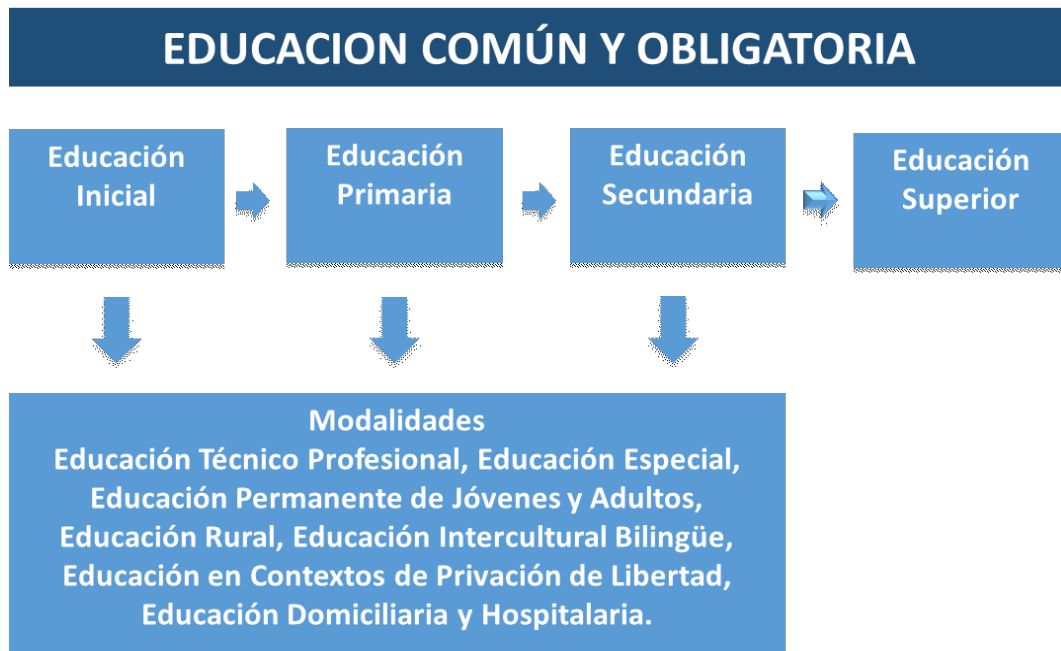 EDUCACION COMÚN Y OBLIGATORIA
Educación
Inicial
Educación
Primaria
Educación
Secundaria
Educación
Superior
Modalidades
Educación Técnico Profesional, Educación Especial,
Educación Permanente de Jóvenes y Adultos,
Educación Rural, Educación Intercultural Bilingüe,
Educación en Contextos de Privación de Libertad,
Educación Domiciliaria y Hospitalaria.